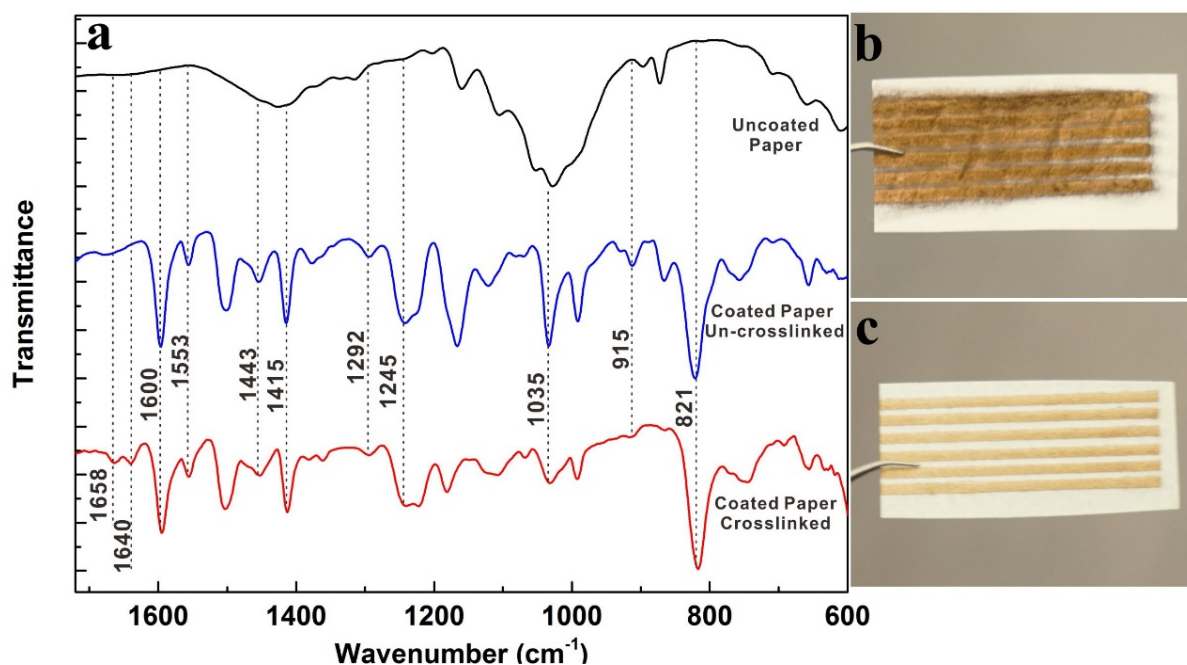 a
b
c
Uncoated
Paper
Coated Paper
Un-crosslinked
Coated Paper
Crosslinked
1658
1640
1600
1553
1443
1415
1292
1245
1035
915
821
Transmittance
1600
1400
1200
1000
800
600
Wavenumber (cm⁻¹)